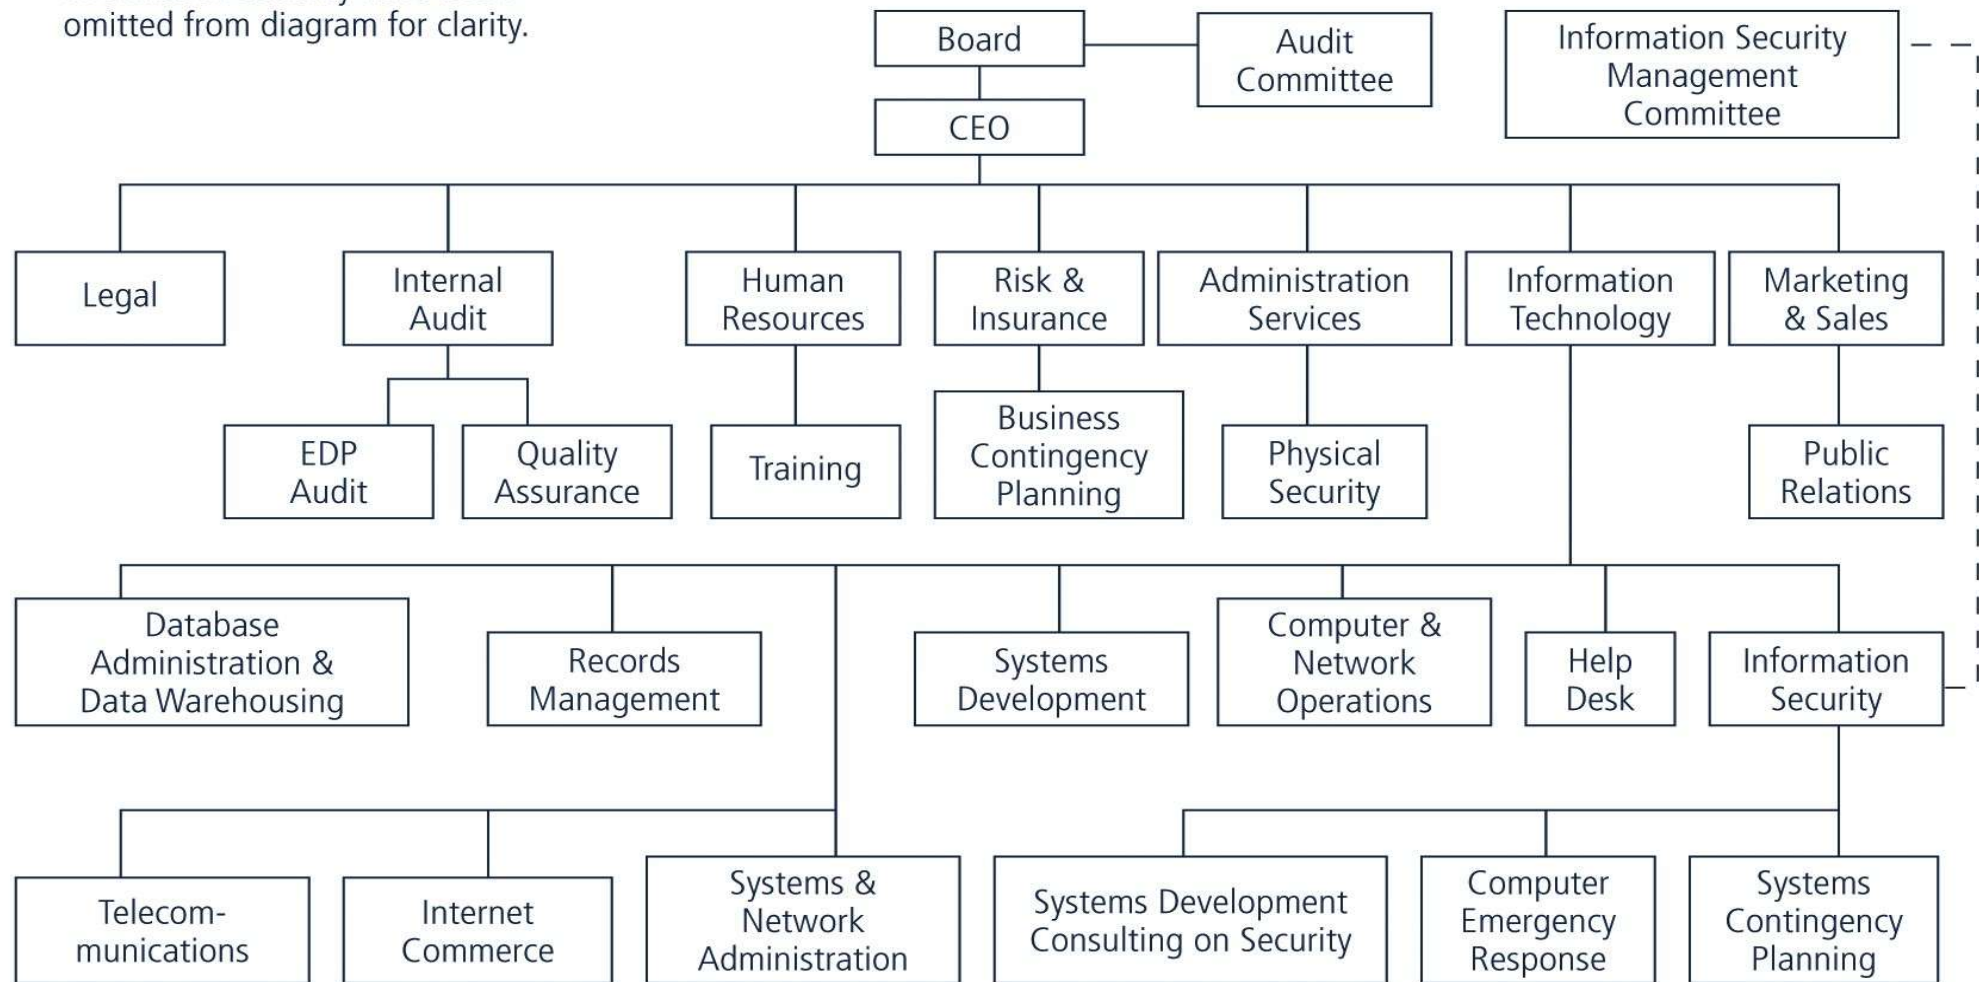 omitted from diagram for clarity.
Board
Audit
Committee
Information Security
Management
Committee
CEO
Legal
Internal
Audit
Human
Resources
Risk &
Insurance
Administration
Services
Information
Technology
Marketing
& Sales
EDP
Audit
Quality
Assurance
Training
Business
Contingency
Planning
Physical
Security
Public
Relations
Database
Administration &
Data Warehousing
Records
Management
Systems
Development
Computer &
Network
Operations
Help
Desk
Information
Security
Telecom-
munications
Internet
Commerce
Systems &
Network
Administration
Systems Development
Consulting on Security
Computer
Emergency
Response
Systems
Contingency
Planning